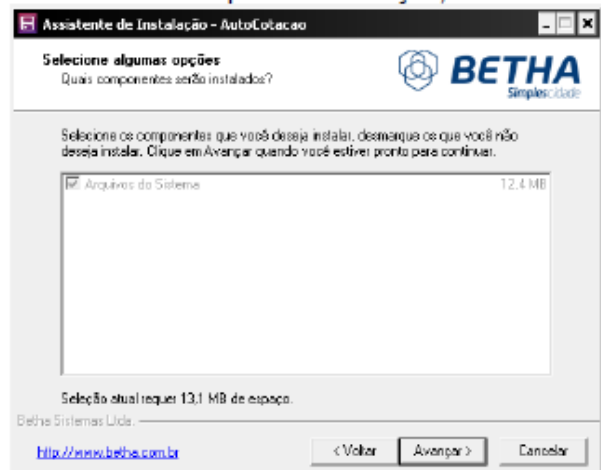 Assistente de Instalação - AutoCotacao
Selecione algumas opções
Quais componentes serão instalados?
BETHA
Simplescidade
Selecione os componentes que você deseja instalar, desmarque os que você não
deseja instalar. Clique em Avançar quando você estiver pronto para continuar.
Arquivos do Sistema 12,4 MB
Seleção atual requer 13,1 MB de espaço.
Betha Sistemas Ltda.
http://www.betha.com.br
< Voltar Avançar > Cancelar